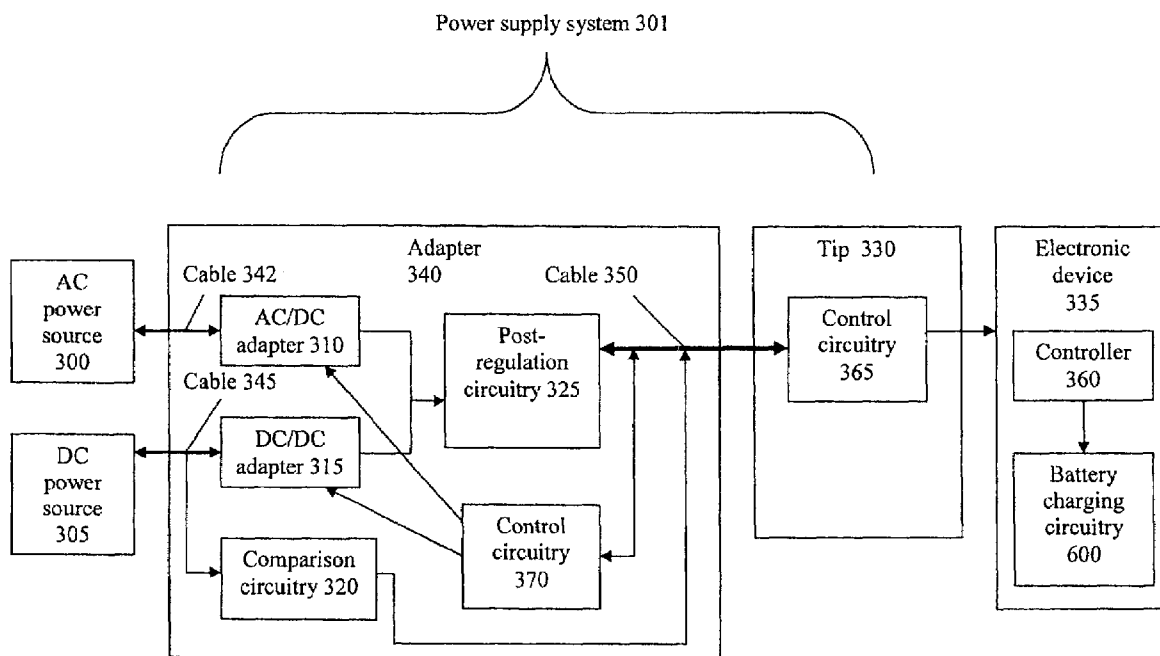 Power supply system 301
AC
power
source
300
DC
power
source
305
Cable 342
Cable 345
Adapter
340
AC/DC
adapter 310
DC/DC
adapter 315
Comparison
circuitry 320
Post-
regulation
circuitry 325
Control
circuitry
370
Cable 350
Tip 330
Control
circuitry
365
Electronic
device
335
Controller
360
Battery
charging
circuitry
600